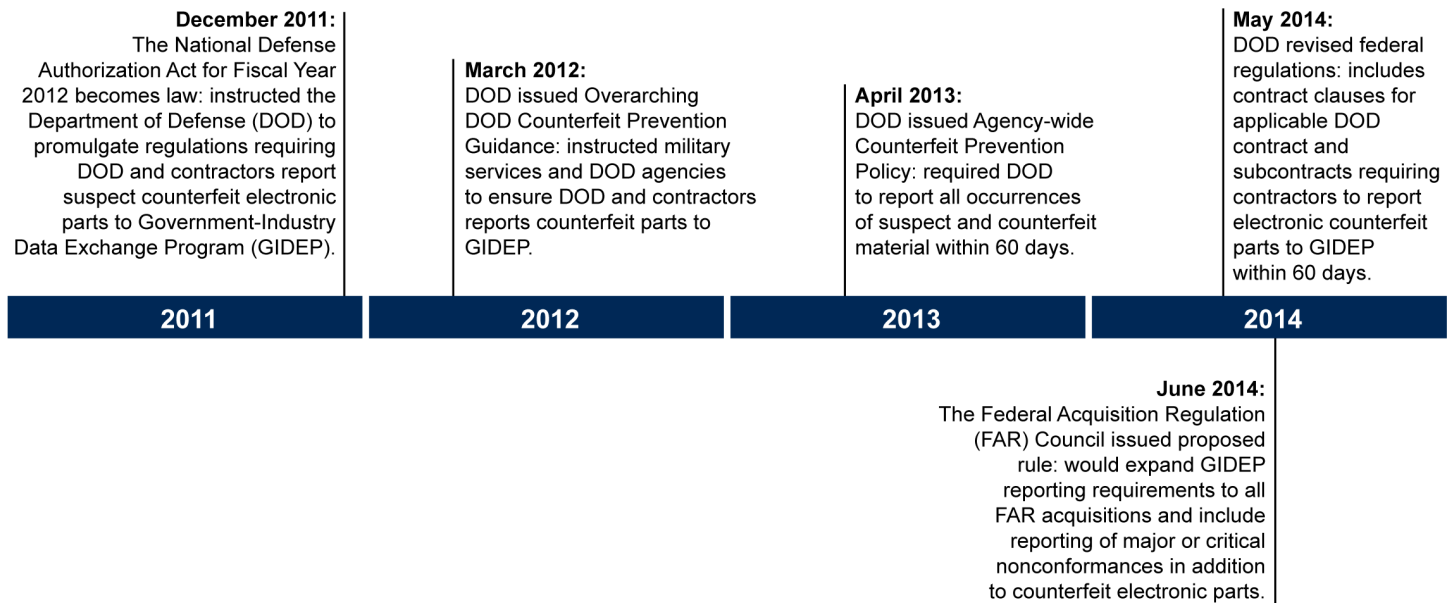 December 2011:
The National Defense
Authorization Act for Fiscal Year
2012 becomes law: instructed the
Department of Defense (DOD) to
promulgate regulations requiring
DOD and contractors report
suspect counterfeit electronic
parts to Government-Industry
Data Exchange Program (GIDEP).
March 2012:
DOD issued Overarching
DOD Counterfeit Prevention
Guidance: instructed military
services and DOD agencies
to ensure DOD and contractors
reports counterfeit parts to
GIDEP.
April 2013:
DOD issued Agency-wide
Counterfeit Prevention
Policy: required DOD
to report all occurrences
of suspect and counterfeit
material within 60 days.
May 2014:
DOD revised federal
regulations: includes
contract clauses for
applicable DOD
contract and
subcontracts requiring
contractors to report
electronic counterfeit
parts to GIDEP
within 60 days.
2011
2012
2013
2014
June 2014:
The Federal Acquisition Regulation
(FAR) Council issued proposed
rule: would expand GIDEP
reporting requirements to all
FAR acquisitions and include
reporting of major or critical
nonconformances in addition
to counterfeit electronic parts.